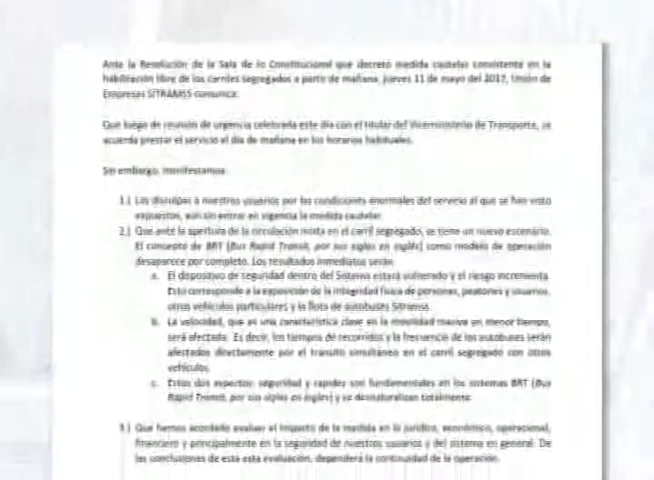 Ante la Resolución de la Sala de lo Constitucional que decretó medida cautelar consistente en la
habilitación libre de los carriles segregados a partir de mañana, jueves 11 de mayo del 2017, Unión de
Empresas SITRAMSS comunica:
Que luego de reunión de urgencia celebrada este día con el titular del Viceministerio de Transporte, se
acuerda prestar el servicio el día de mañana en los horarios habituales.
Sin embargo, manifestamos:
1.) Las disculpas a nuestros usuarios por las condiciones anormales del servicio al que se han visto
expuestos, aún sin entrar en vigencia la medida cautelar.
2.) Que ante la apertura de la circulación mixta en el carril segregado, se tiene un nuevo escenario.
El concepto de BRT (Bus Rapid Transit, por sus siglas en inglés) como modelo de operación
desaparece por completo. Los resultados inmediatos serán:
a. El dispositivo de seguridad dentro del Sistema estará vulnerado y el riesgo incrementa.
Esto corresponde a la exposición de la integridad física de personas, peatones y usuarios,
otros vehículos particulares y la flota de autobuses Sitramss.
b. La velocidad, que es una característica clave en la movilidad masiva en menor tiempo,
será afectada. Es decir, los tiempos de recorridos y la frecuencia de los autobuses serán
afectados directamente por el tránsito simultáneo en el carril segregado con otros
vehículos.
c. Estos dos aspectos: seguridad y rapidez son fundamentales en los sistemas BRT (Bus
Rapid Transit, por sus siglas en inglés) y se desnaturalizan totalmente.
3.) Que hemos acordado evaluar el impacto de la medida en lo jurídico, económico, operacional,
financiero y principalmente en la seguridad de nuestros usuarios y del sistema en general. De
las conclusiones de esta esta evaluación, dependerá la continuidad de la operación.